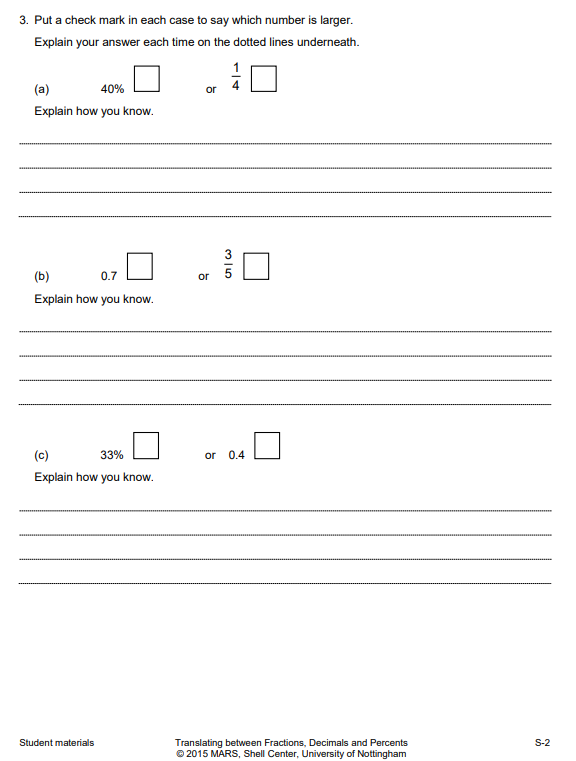 3. Put a check mark in each case to say which number is larger.
Explain your answer each time on the dotted lines underneath.
(a) 40% or 1/4
Explain how you know.
(b) 0.7 or 3/5
Explain how you know.
(c) 33% or 0.4
Explain how you know.
Student materials Translating between Fractions, Decimals and Percents S-2
© 2015 MARS, Shell Center, University of Nottingham